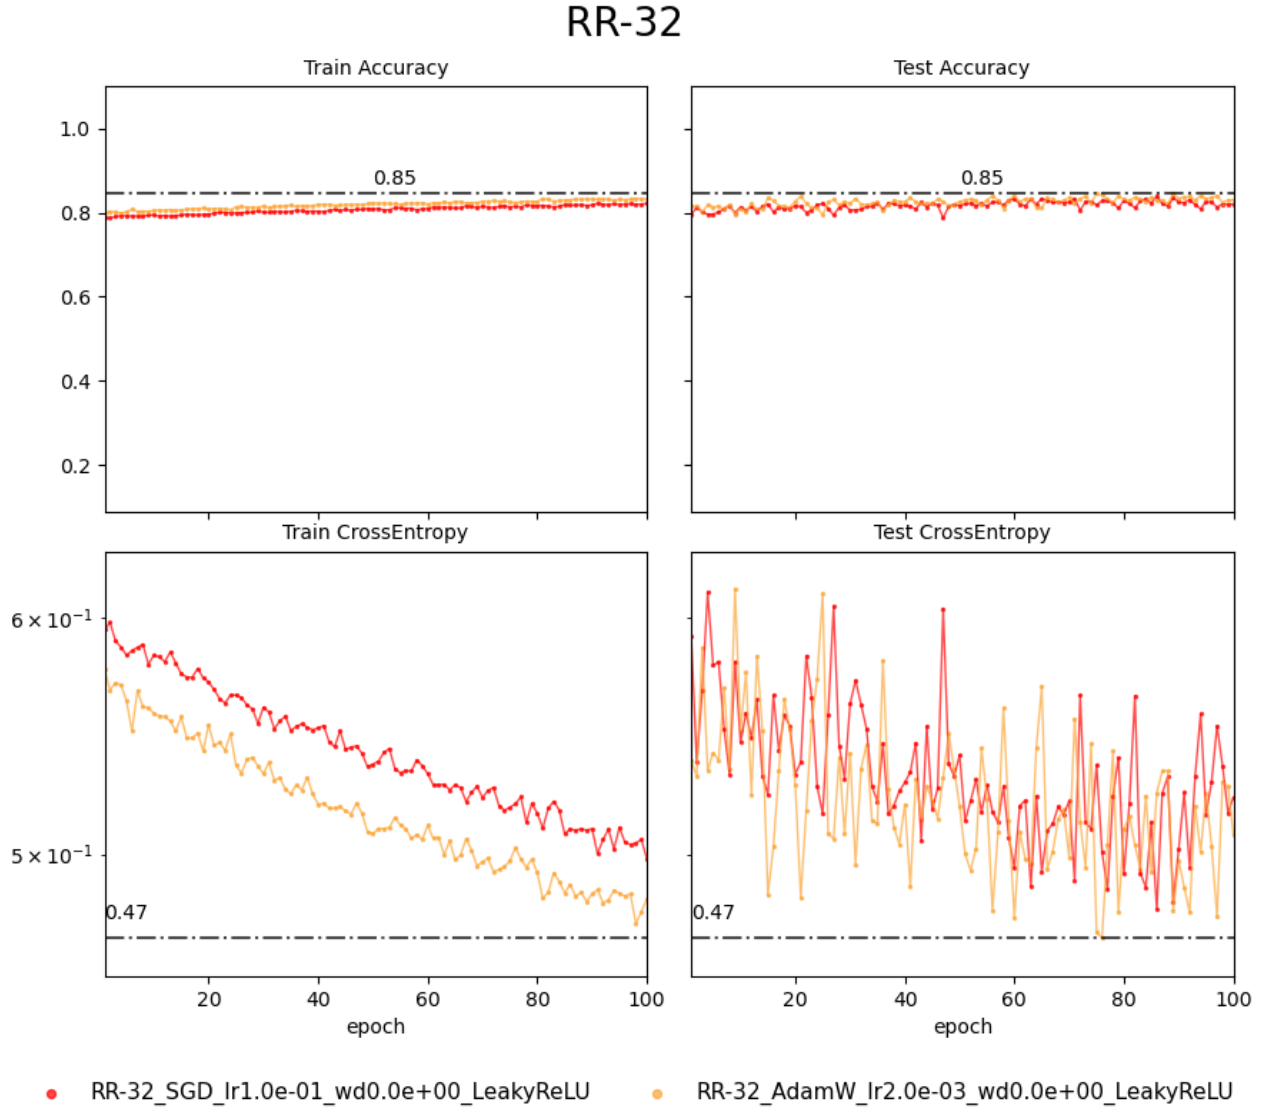 RR-32
Train Accuracy
Test Accuracy
1.0
0.8
0.6
0.4
0.2
0.85
0.85
Train CrossEntropy
Test CrossEntropy
6 × 10⁻¹
5 × 10⁻¹
0.47
0.47
20 40 60 80 100
20 40 60 80 100
epoch
epoch
RR-32_SGD_lr1.0e-01_wd0.0e+00_LeakyReLU
RR-32_AdamW_lr2.0e-03_wd0.0e+00_LeakyReLU